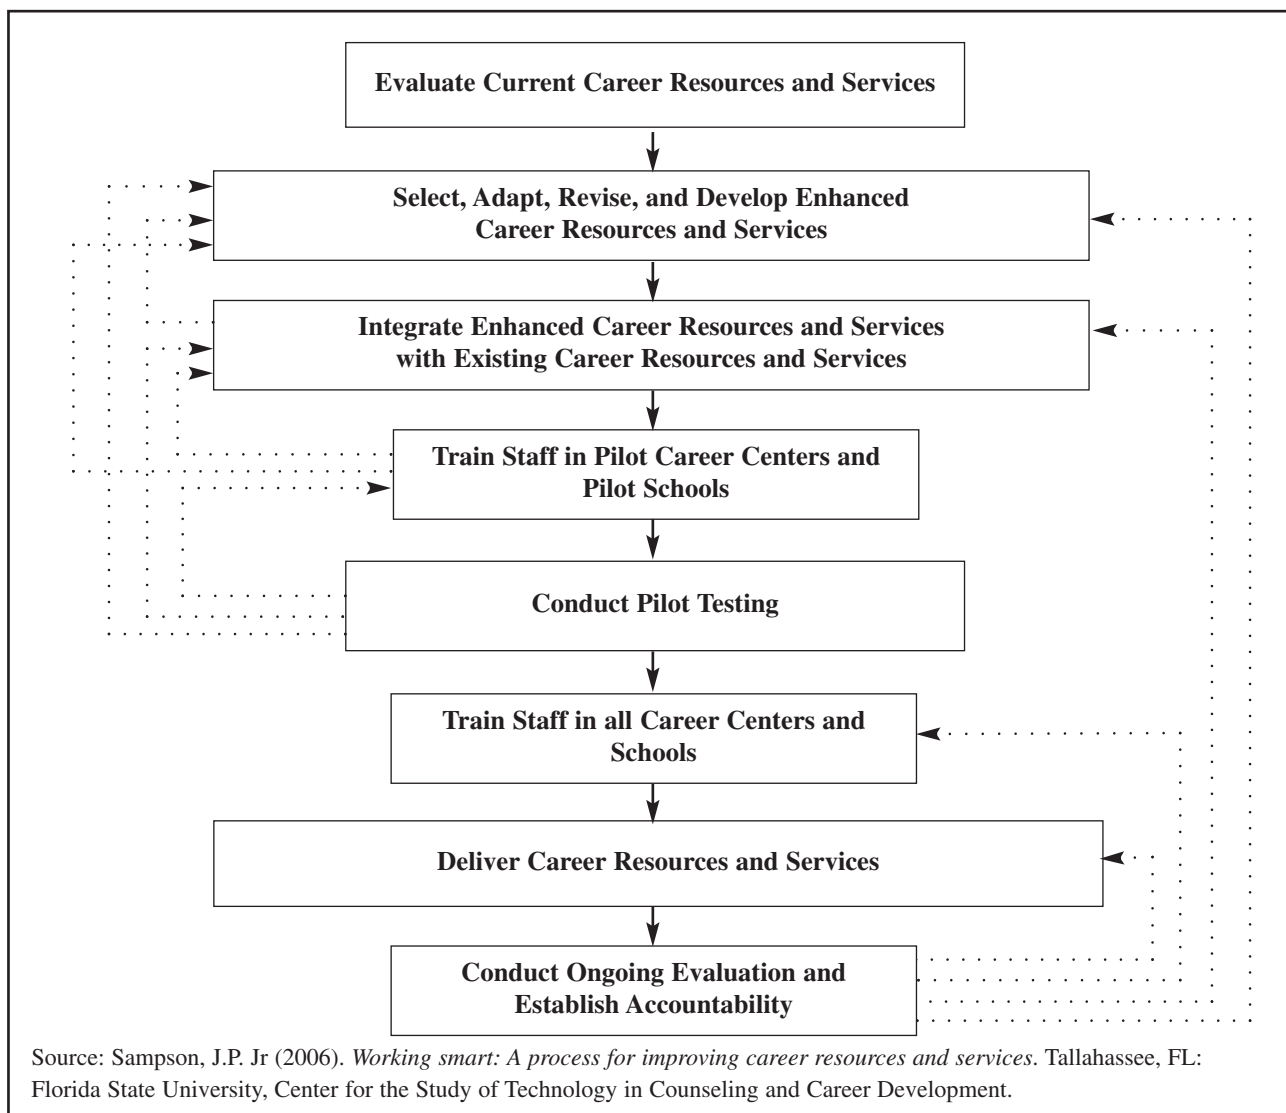 Evaluate Current Career Resources and Services
Select, Adapt, Revise, and Develop Enhanced
Career Resources and Services
Integrate Enhanced Career Resources and Services
with Existing Career Resources and Services
Train Staff in Pilot Career Centers and
Pilot Schools
Conduct Pilot Testing
Train Staff in all Career Centers and
Schools
Deliver Career Resources and Services
Conduct Ongoing Evaluation and
Establish Accountability
Source: Sampson, J.P. Jr (2006). Working smart: A process for improving career resources and services. Tallahassee, FL:
Florida State University, Center for the Study of Technology in Counseling and Career Development.